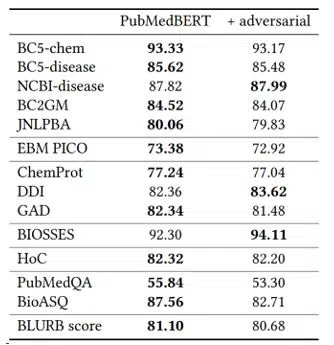 PubMedBERT + adversarial
BC5-chem 93.33 93.17
BC5-disease 85.62 85.48
NCBI-disease 87.82 87.99
BC2GM 84.52 84.07
JNLPBA 80.06 79.83
EBM PICO 73.38 72.92
ChemProt 77.24 77.04
DDI 82.36 83.62
GAD 82.34 81.48
BIOSSES 92.30 94.11
HoC 82.32 82.20
PubMedQA 55.84 53.30
BioASQ 87.56 82.71
BLURB score 81.10 80.68